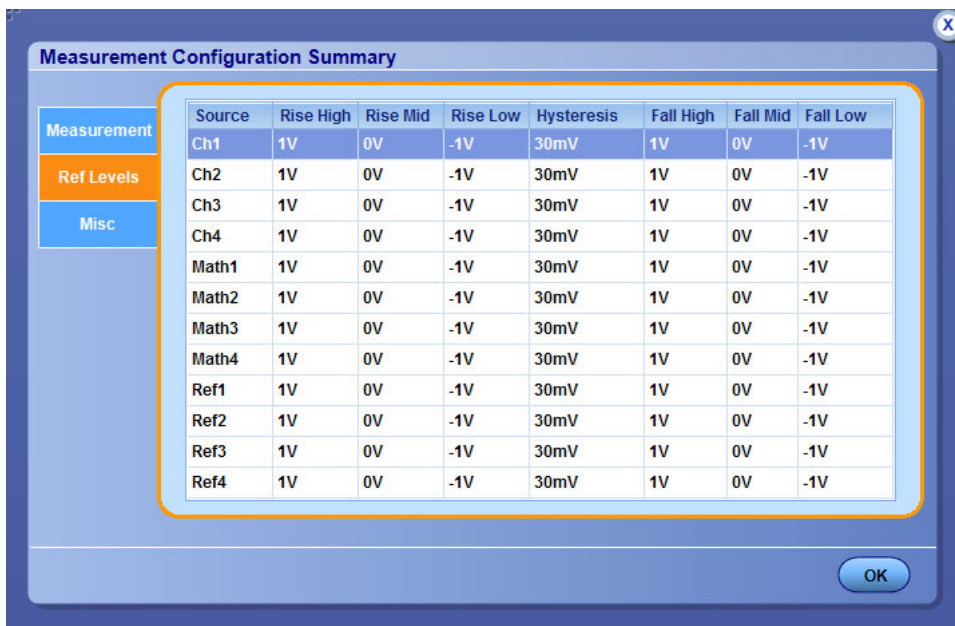 X
Measurement Configuration Summary
Measurement
Ref Levels
Misc
Source Rise High Rise Mid Rise Low Hysteresis Fall High Fall Mid Fall Low
Ch1 1V 0V -1V 30mV 1V 0V -1V
Ch2 1V 0V -1V 30mV 1V 0V -1V
Ch3 1V 0V -1V 30mV 1V 0V -1V
Ch4 1V 0V -1V 30mV 1V 0V -1V
Math1 1V 0V -1V 30mV 1V 0V -1V
Math2 1V 0V -1V 30mV 1V 0V -1V
Math3 1V 0V -1V 30mV 1V 0V -1V
Math4 1V 0V -1V 30mV 1V 0V -1V
Ref1 1V 0V -1V 30mV 1V 0V -1V
Ref2 1V 0V -1V 30mV 1V 0V -1V
Ref3 1V 0V -1V 30mV 1V 0V -1V
Ref4 1V 0V -1V 30mV 1V 0V -1V
OK